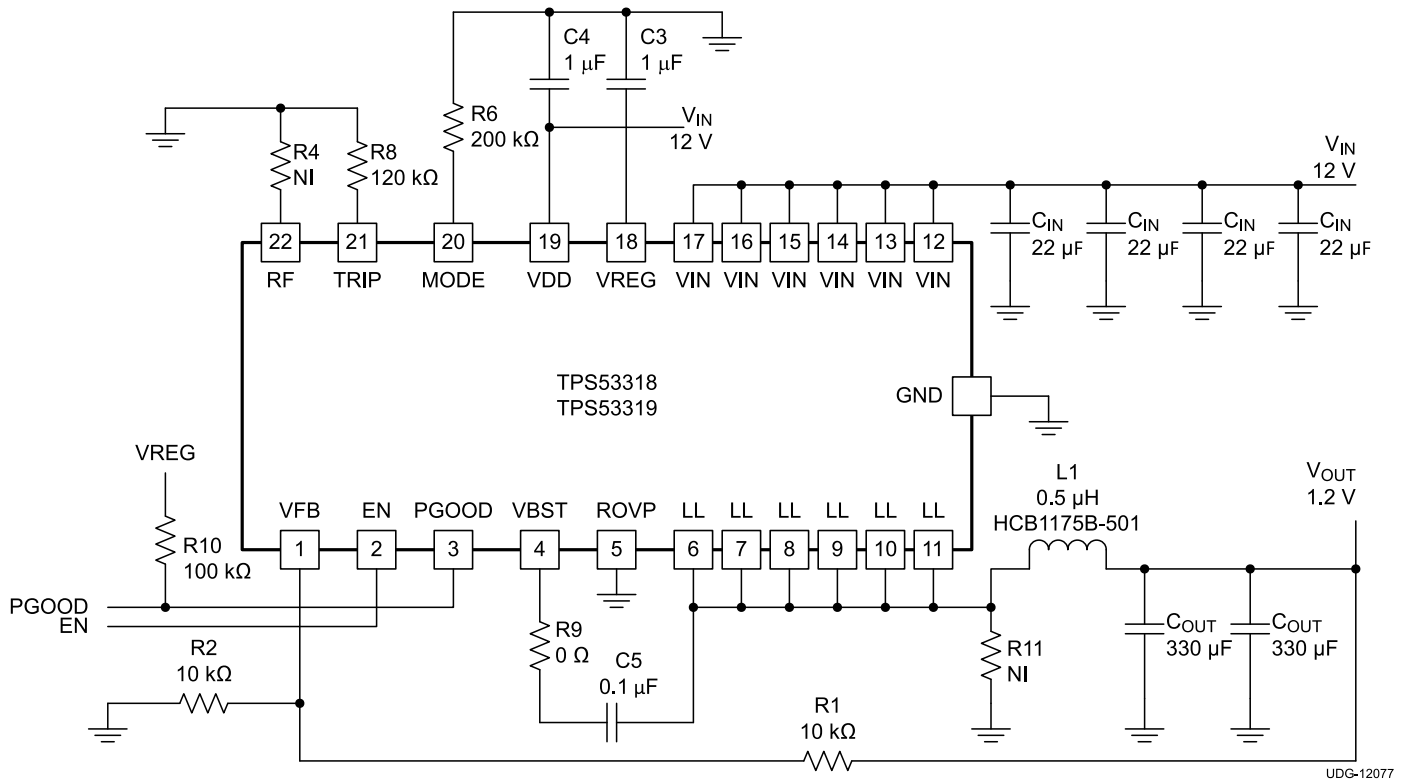 C4
1 μF
C3
1 μF
R6
200 kΩ
VIN
12 V
R4
NI
R8
120 kΩ
VIN
12 V
CIN
22 μF
CIN
22 μF
CIN
22 μF
CIN
22 μF
22
21
20
19
18
17
16
15
14
13
12
RF
TRIP
MODE
VDD
VREG
VIN
VIN
VIN
VIN
VIN
VIN
TPS53318
TPS53319
GND
VREG
R10
100 kΩ
VFB
EN
PGOOD
VBST
ROVP
LL
LL
LL
LL
LL
LL
1
2
3
4
5
6
7
8
9
10
11
L1
0.5 μH
HCB1175B-501
VOUT
1.2 V
PGOOD
EN
R2
10 kΩ
R9
0 Ω
C5
0.1 μF
R11
NI
COUT
330 μF
COUT
330 μF
R1
10 kΩ
UDG-12077